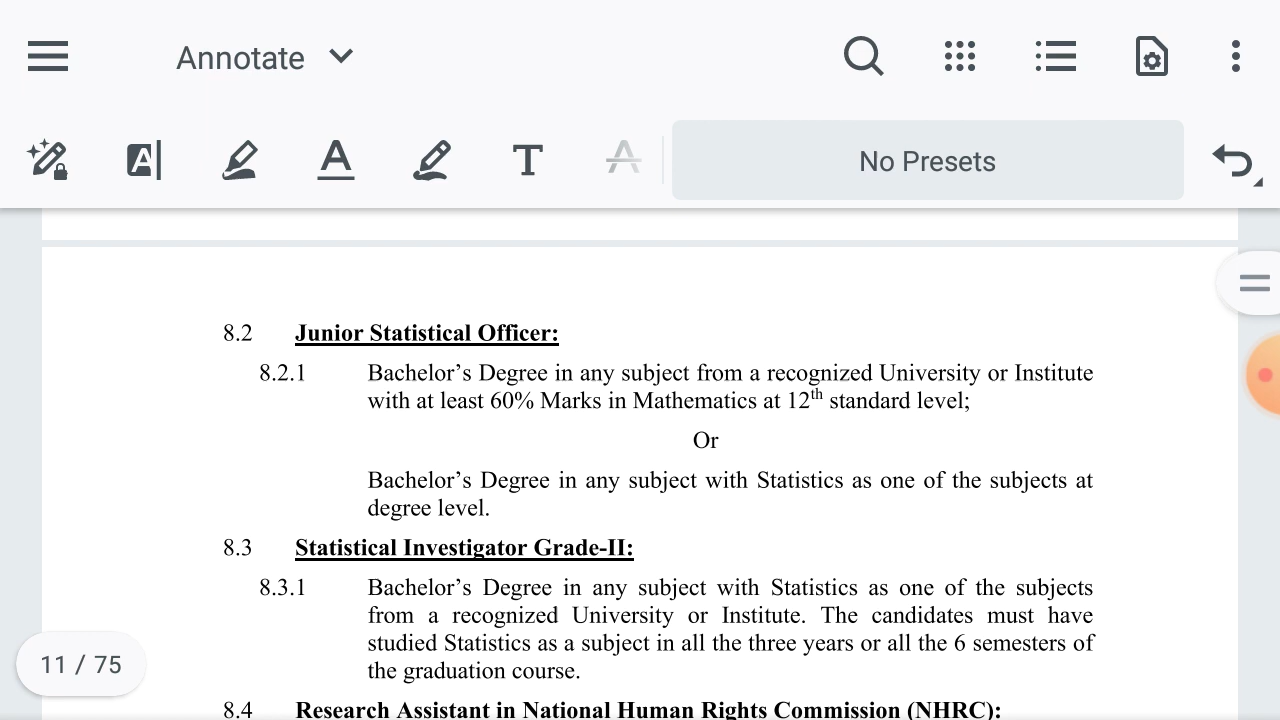 Annotate
A
A
T
A
No Presets
8.2 Junior Statistical Officer:
8.2.1 Bachelor’s Degree in any subject from a recognized University or Institute
with at least 60% Marks in Mathematics at 12th standard level;
Or
Bachelor’s Degree in any subject with Statistics as one of the subjects at
degree level.
8.3 Statistical Investigator Grade-II:
8.3.1 Bachelor’s Degree in any subject with Statistics as one of the subjects
from a recognized University or Institute. The candidates must have
studied Statistics as a subject in all the three years or all the 6 semesters of
the graduation course.
11 / 75
8.4 Research Assistant in National Human Rights Commission (NHRC):